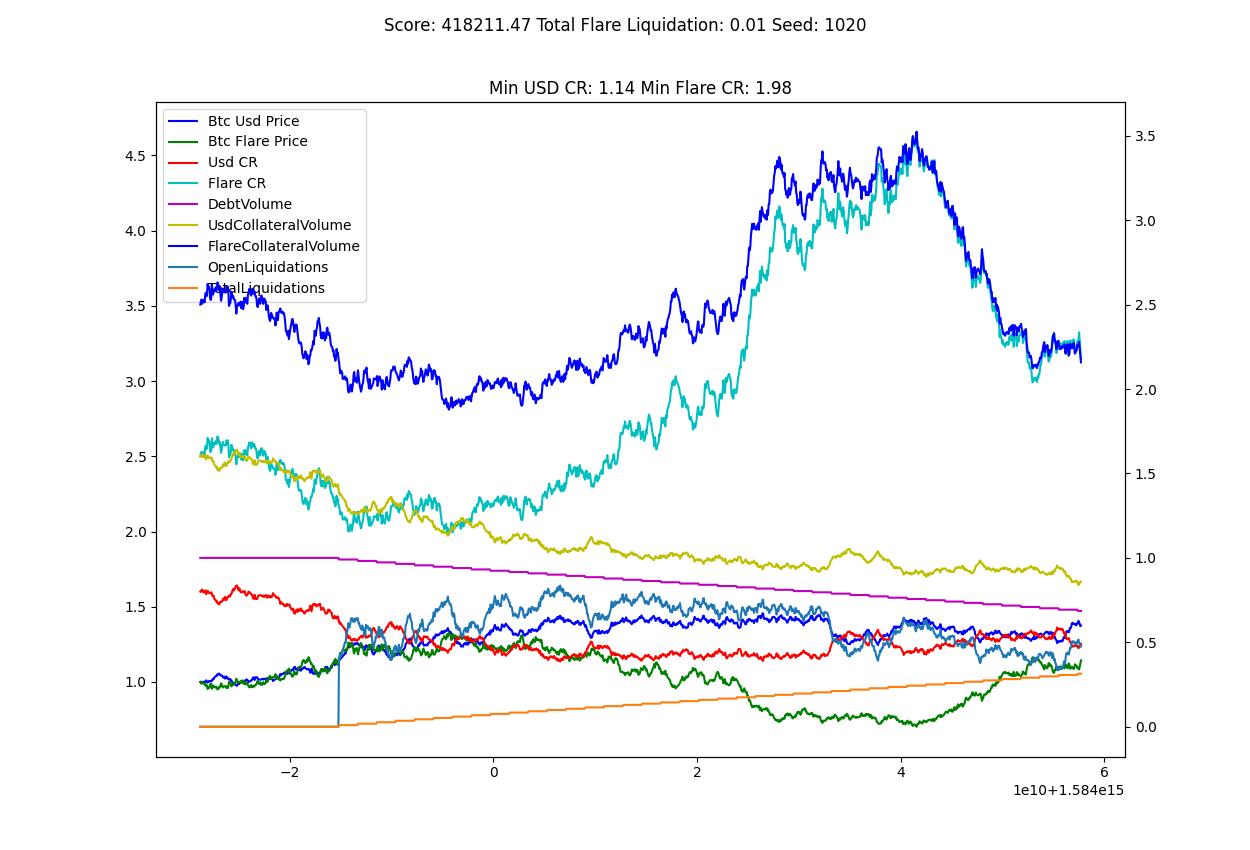 Score: 418211.47 Total Flare Liquidation: 0.01 Seed: 1020
Min USD CR: 1.14 Min Flare CR: 1.98
Btc Usd Price
Btc Flare Price
Usd CR
Flare CR
DebtVolume
UsdCollateralVolume
FlareCollateralVolume
OpenLiquidations
TotalLiquidations
4.5
4.0
3.5
3.0
2.5
2.0
1.5
1.0
3.5
3.0
2.5
2.0
1.5
1.0
0.5
0.0
−2
0
2
4
6
1e10+1.584e15